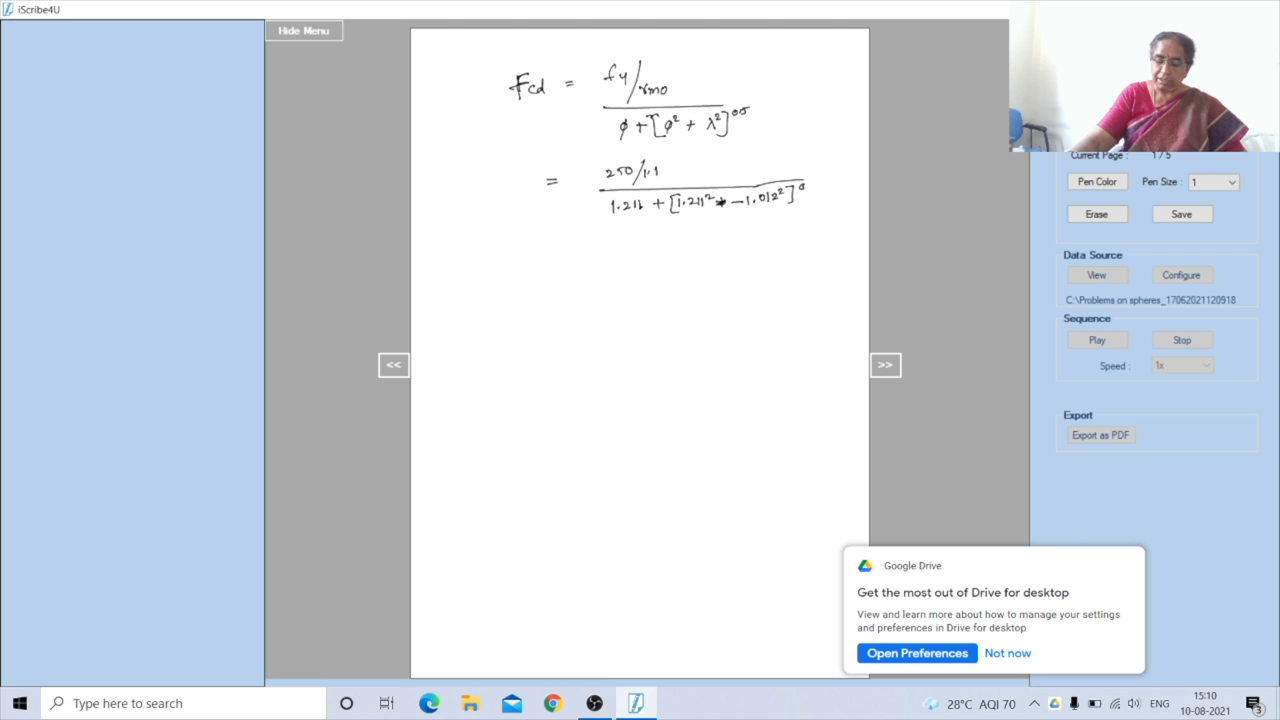 iScribe4U
Hide Menu
Fcd = fy/γmo
ϕ + [ϕ² + λ²]^0.5
= 250/1.1
1.216 + [1.211² - 1.012²]^0
<<
>>
Current Page : 1 / 5
Pen Color Pen Size : 1
Erase Save
Data Source
View Configure
C:\Problems on spheres_17062021120918
Sequence
Play Stop
Speed : 1x
Export
Export as PDF
Google Drive
Get the most out of Drive for desktop
View and learn more about how to manage your settings
and preferences in Drive for desktop
Open Preferences Not now
Type here to search
28°C AQI 70 ENG 15:10
10-08-2021
3